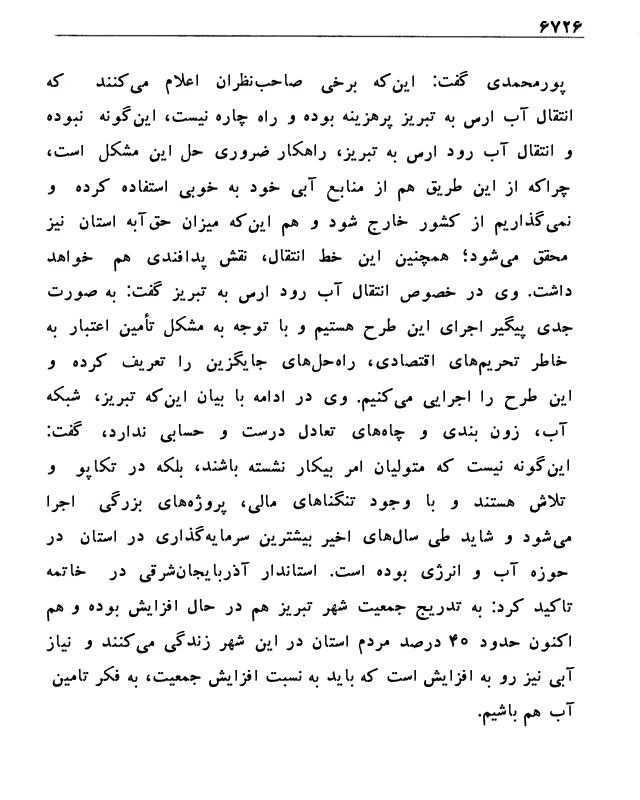 ۶۷۲۶
پورمحمدی گفت: این‌که برخی صاحب‌نظران اعلام می‌کنند که
انتقال آب ارس به تبریز پرهزینه بوده و راه چاره نیست، این‌گونه نبوده
و انتقال آب رود ارس به تبریز، راهکار ضروری حل این مشکل است،
چراکه از این طریق هم از منابع آبی خود به خوبی استفاده کرده و
نمی‌گذاریم از کشور خارج شود و هم این‌که میزان حق‌آبه استان نیز
محقق می‌شود؛ همچنین این خط انتقال، نقش پدافندی هم خواهد
داشت. وی در خصوص انتقال آب رود ارس به تبریز گفت: به صورت
جدی پیگیر اجرای این طرح هستیم و با توجه به مشکل تأمین اعتبار به
خاطر تحریم‌های اقتصادی، راه‌حل‌های جایگزین را تعریف کرده و
این طرح را اجرایی می‌کنیم. وی در ادامه با بیان این‌که تبریز، شبکه
آب، زون بندی و چاه‌های تعادل درست و حسابی ندارد، گفت:
این‌گونه نیست که متولیان امر بیکار نشسته باشند، بلکه در تکاپو و
تلاش هستند و با وجود تنگناهای مالی، پروژه‌های بزرگی اجرا
می‌شود و شاید طی سال‌های اخیر بیشترین سرمایه‌گذاری در استان در
حوزه آب و انرژی بوده است. استاندار آذربایجان‌شرقی در خاتمه
تاکید کرد: به تدریج جمعیت شهر تبریز هم در حال افزایش بوده و هم
اکنون حدود ۴۰ درصد مردم استان در این شهر زندگی می‌کنند و نیاز
آبی نیز رو به افزایش است که باید به نسبت افزایش جمعیت، به فکر تامین
آب هم باشیم.